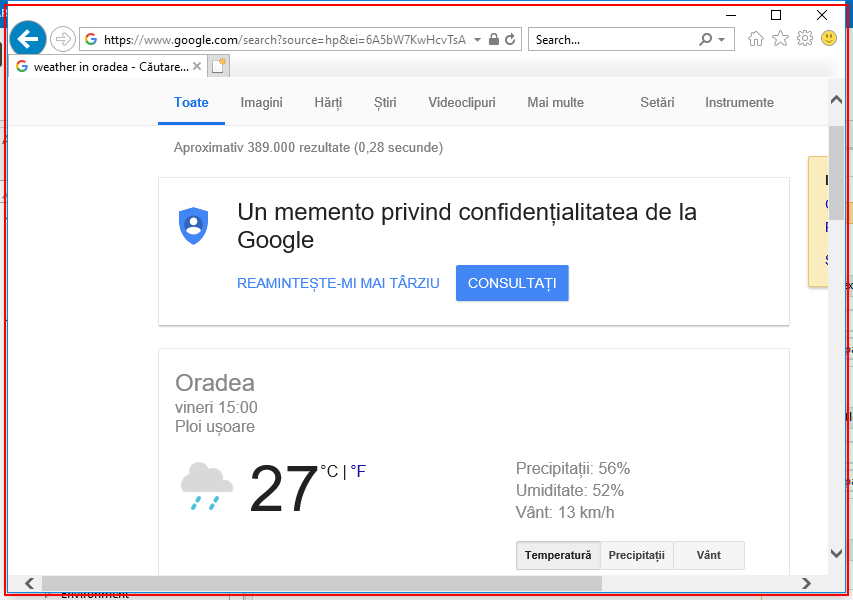 https://www.google.com/search?source=hp&ei=6A5bW7KwHcvTsA
Search...
weather in oradea - Căutare...
Toate Imagini Hărți Știri Videoclipuri Mai multe Setări Instrumente
Aproximativ 389.000 rezultate (0,28 secunde)
Un memento privind confidențialitatea de la
Google
REAMINTEȘTE-MI MAI TÂRZIU CONSULTAȚI
Oradea
vineri 15:00
Ploi ușoare
27 °C | °F
Precipitații: 56%
Umiditate: 52%
Vânt: 13 km/h
Temperatură Precipitații Vânt
Environment